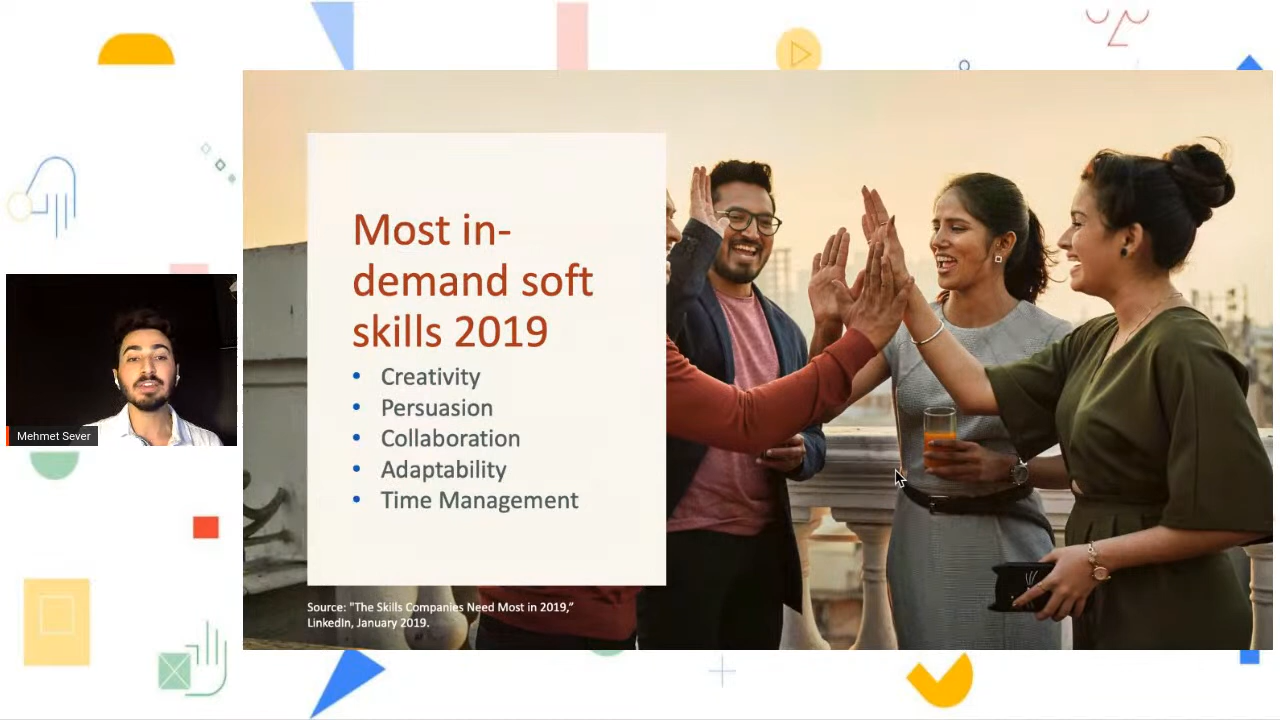 Most in-
demand soft
skills 2019
• Creativity
• Persuasion
• Collaboration
• Adaptability
• Time Management
Source: "The Skills Companies Need Most in 2019,"
LinkedIn, January 2019.
Mehmet Sever